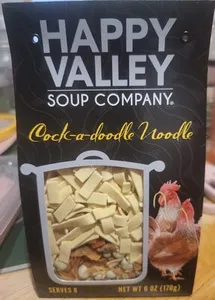 HAPPY
VALLEY
SOUP COMPANY®
Cock-a-doodle Noodle
SERVES 8
NET WT 6 OZ (170g)